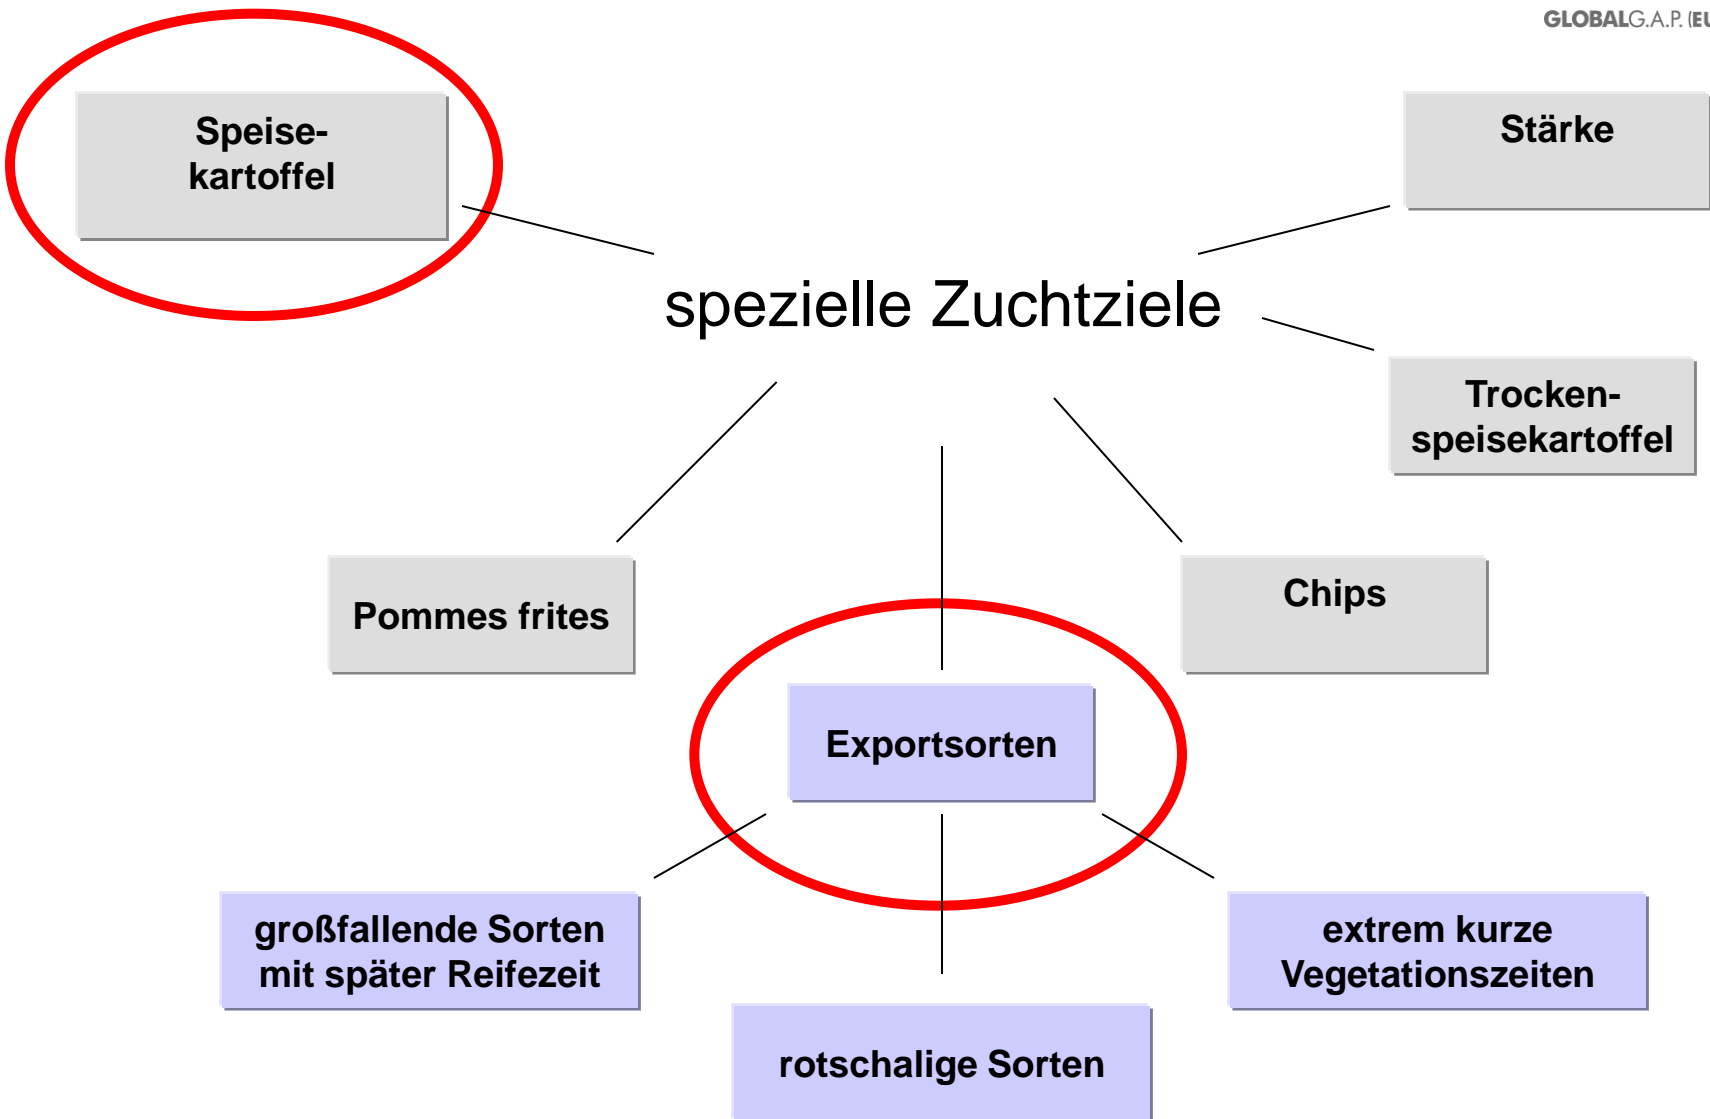 GLOBALG.A.P. (EU
Speise-
kartoffel
Stärke
spezielle Zuchtziele
Trocken-
speisekartoffel
Pommes frites
Chips
Exportsorten
großfallende Sorten
mit später Reifezeit
extrem kurze
Vegetationszeiten
rotschalige Sorten